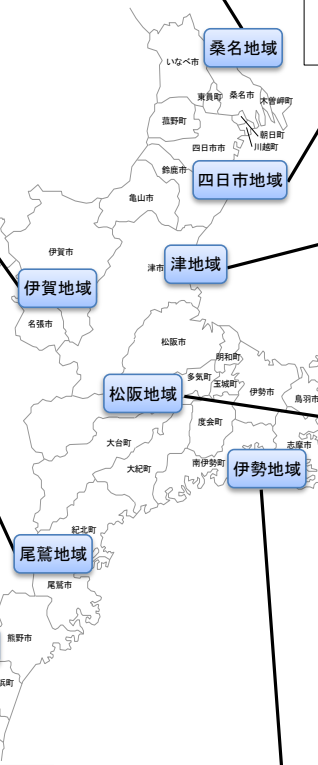 桑名地域
いなべ市
東員町
桑名市
木曽岬町
菰野町
朝日町
川越町
四日市市
鈴鹿市
四日市地域
亀山市
伊賀市
津市
津地域
伊賀地域
名張市
松阪市
明和町
多気町
玉城町
伊勢市
鳥羽市
松阪地域
度会町
大台町
志摩市
大紀町
南伊勢町
伊勢地域
紀北町
尾鷲地域
尾鷲市
熊野市
浜町